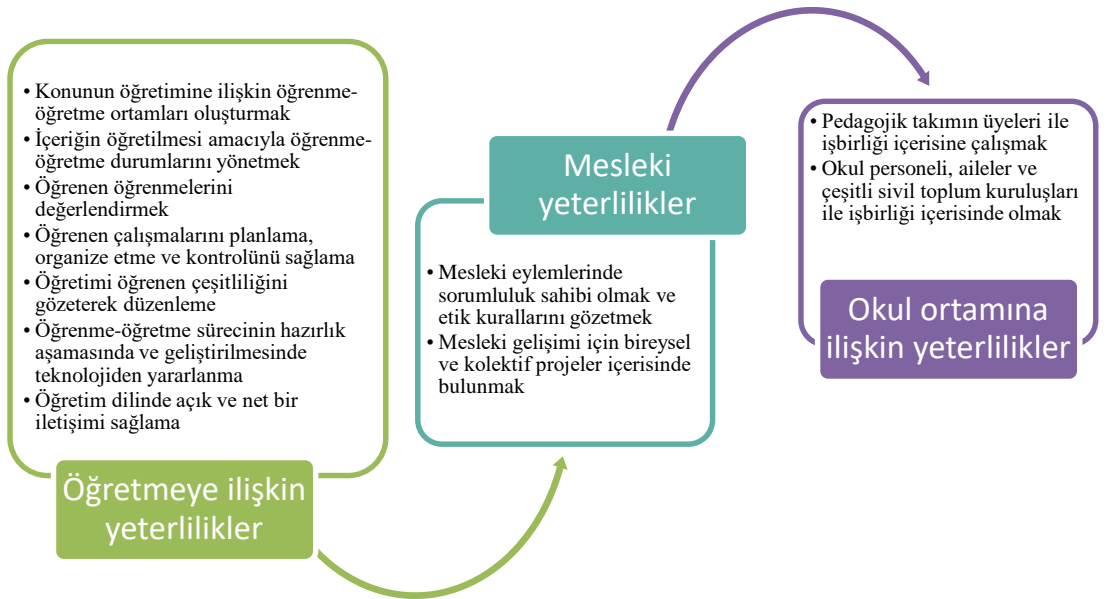 • Konunun öğretimine ilişkin öğrenme-
öğretme ortamları oluşturmak
• İçeriğin öğretilmesi amacıyla öğrenme-
öğretme durumlarını yönetmek
• Öğrenen öğrenmelerini
değerlendirmek
• Öğrenen çalışmalarını planlama,
organize etme ve kontrolünü sağlama
• Öğretimi öğrenen çeşitliliğini
gözeterek düzenleme
• Öğrenme-öğretme sürecinin hazırlık
aşamasında ve geliştirilmesinde
teknolojiden yararlanma
• Öğretim dilinde açık ve net bir
iletişimi sağlama
Öğretmeye ilişkin
yeterlilikler
Mesleki
yeterlilikler
• Mesleki eylemlerinde
sorumluluk sahibi olmak ve
etik kurallarını gözetmek
• Mesleki gelişimi için bireysel
ve kolektif projeler içerisinde
bulunmak
• Pedagojik takımın üyeleri ile
işbirliği içerisine çalışmak
• Okul personeli, aileler ve
çeşitli sivil toplum kuruluşları
ile işbirliği içerisinde olmak
Okul ortamına
ilişkin yeterlilikler